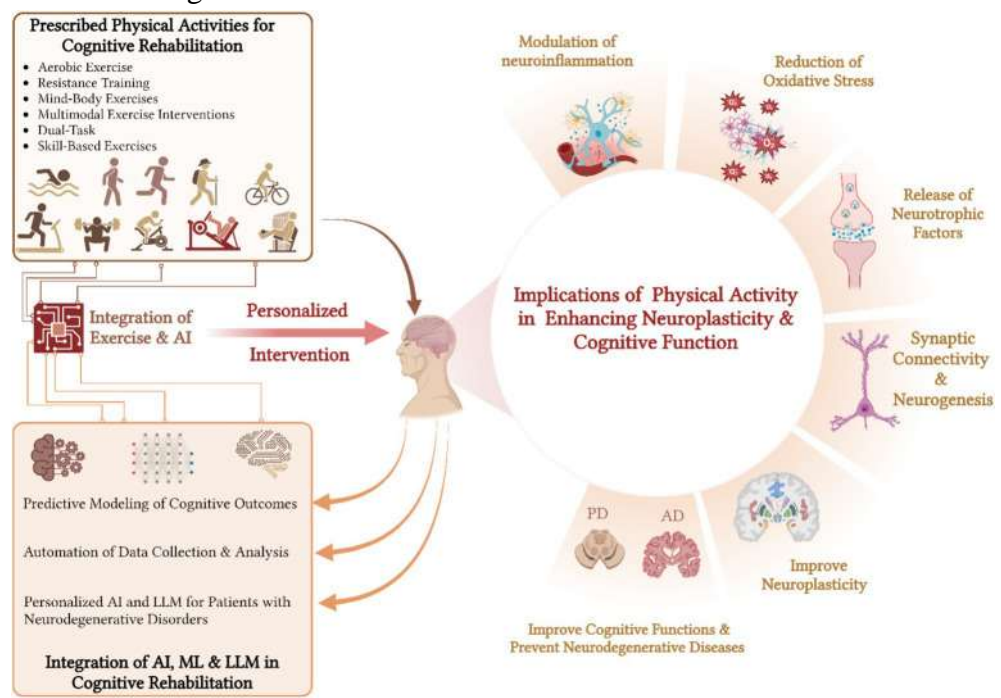 Prescribed Physical Activities for
Cognitive Rehabilitation
• Aerobic Exercise
• Resistance Training
• Mind-Body Exercises
• Multimodal Exercise Interventions
• Dual-Task
• Skill-Based Exercises
Integration of
Exercise & AI
Personalized
Intervention
Predictive Modeling of Cognitive Outcomes
Automation of Data Collection & Analysis
Personalized AI and LLM for Patients with
Neurodegenerative Disorders
Integration of AI, ML & LLM in
Cognitive Rehabilitation
Implications of Physical Activity
in Enhancing Neuroplasticity &
Cognitive Function
Modulation of
neuroinflammation
Reduction of
Oxidative Stress
Release of
Neurotrophic
Factors
Synaptic
Connectivity
&
Neurogenesis
Improve
Neuroplasticity
PD
AD
Improve Cognitive Functions &
Prevent Neurodegenerative Diseases